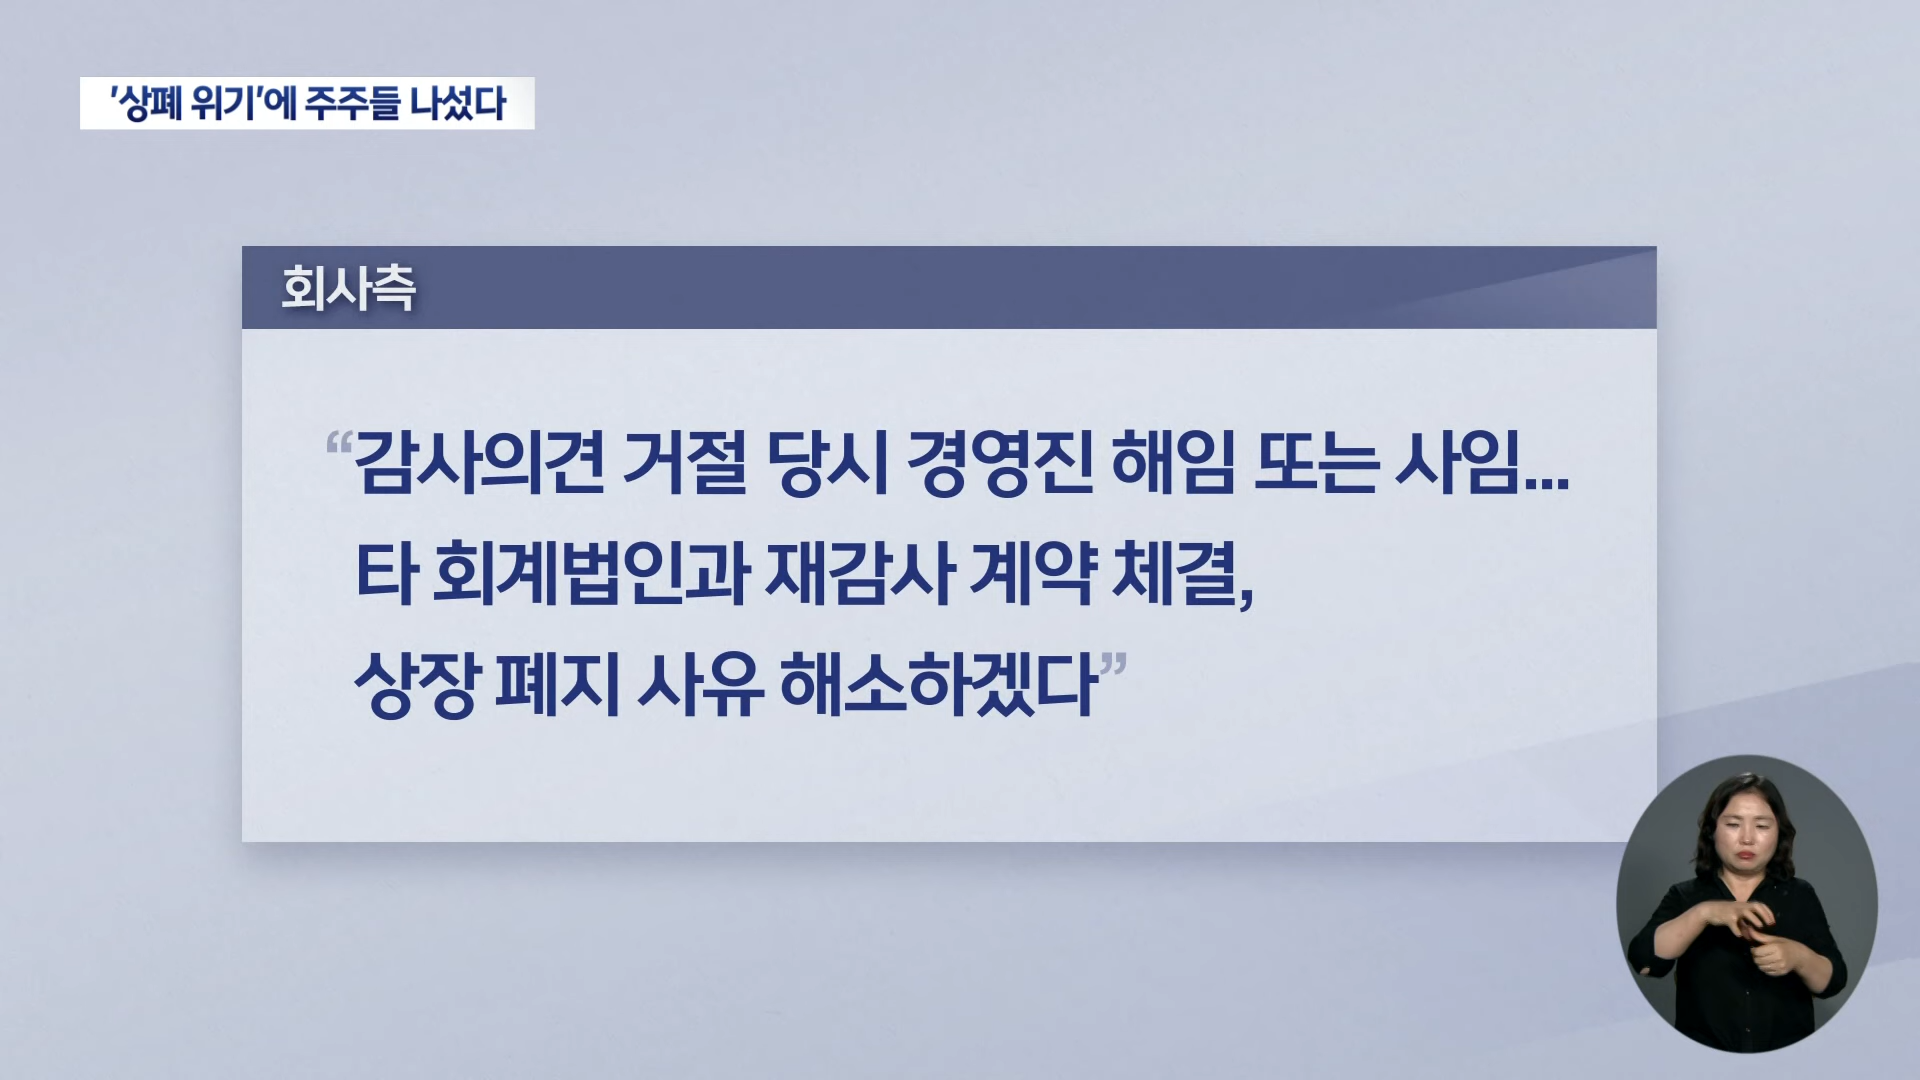 '상폐 위기'에 주주들 나섰다
회사측
“감사의견 거절 당시 경영진 해임 또는 사임...
타 회계법인과 재감사 계약 체결,
상장 폐지 사유 해소하겠다”